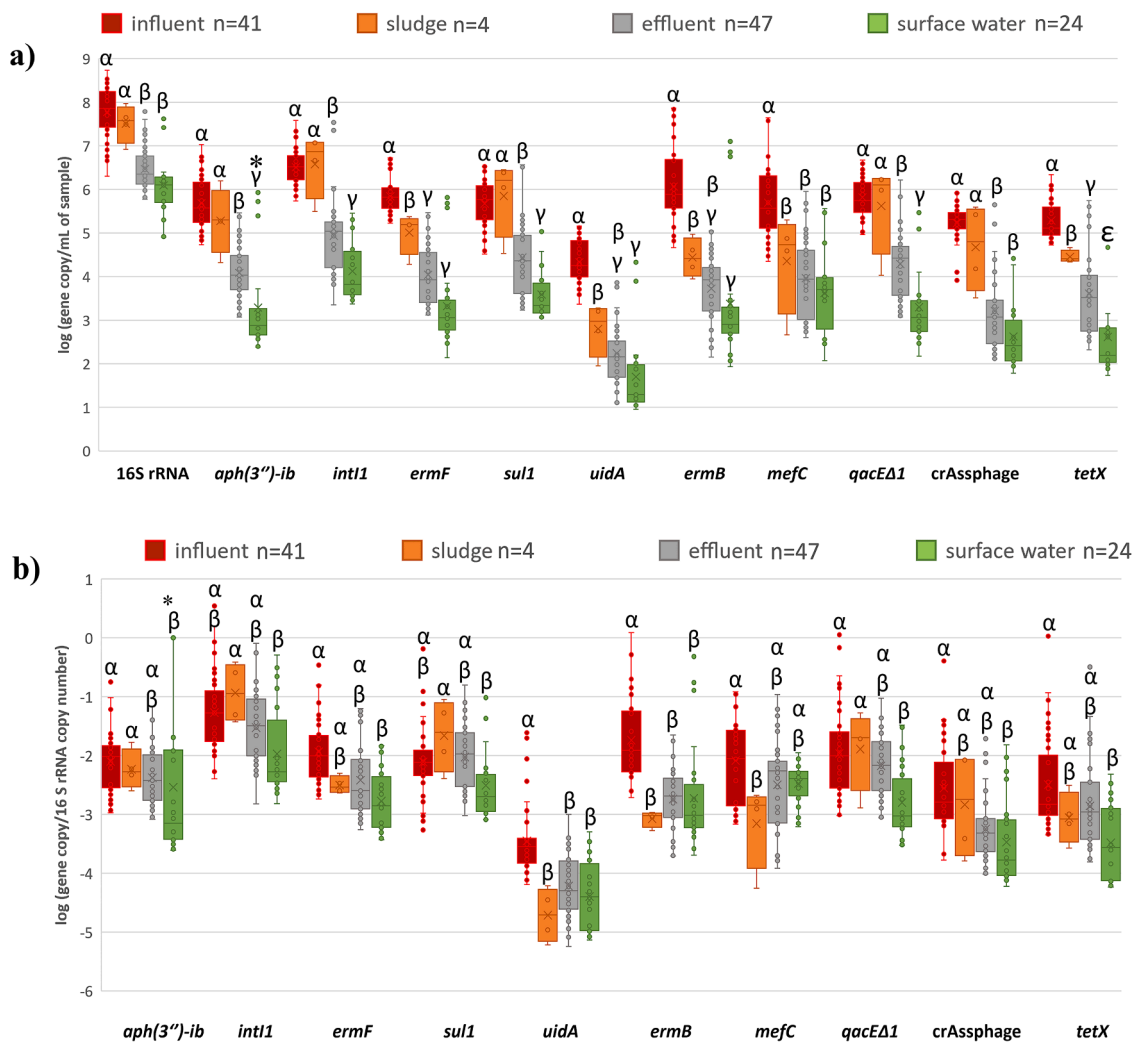 influent n=41 sludge n=4 effluent n=47 surface water n=24
a)
log (gene copy/mL of sample)
9
8
7
6
5
4
3
2
1
0
α α β β
α α β * γ
α α β γ
α β γ γ
α α β γ
α β β γ γ
α β β γ γ
α α β β
α α β γ
α α β β
α β γ ε
16S rRNA aph(3″)-ib intI1 ermF sul1 uidA ermB mefC qacEΔ1 crAssphage tetX
influent n=41 sludge n=4 effluent n=47 surface water n=24
b)
log (gene copy/16 S rRNA copy number)
1
0
-1
-2
-3
-4
-5
-6
α α α β * β
α β α α β β
α α β α β β
α β α α β β
α β β β
α β β β
α β α β α β
α α α β β
α α β α β β
α α β α β β
aph(3″)-ib intI1 ermF sul1 uidA ermB mefC qacEΔ1 crAssphage tetX